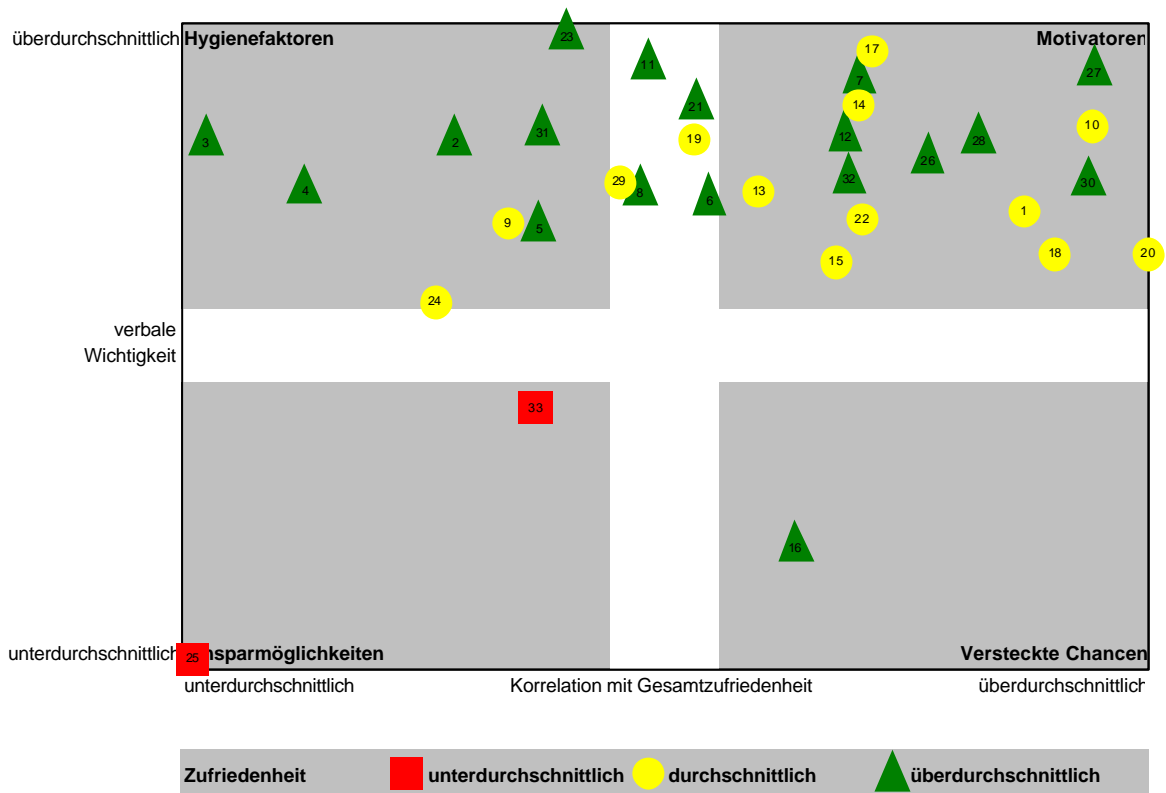 überdurchschnittlich Hygienefaktoren 23 Motivatoren
17
11 27
7
21
14
10
3 2 31 19 12 28
26
4 29 8 32 30
6 13
9 5 22 1
15 18 20
24
verbale
Wichtigkeit
33
16
unterdurchschnittlich 25 nsparmöglichkeiten Versteckte Chancen
unterdurchschnittlich Korrelation mit Gesamtzufriedenheit überdurchschnittlich
Zufriedenheit unterdurchschnittlich durchschnittlich überdurchschnittlich